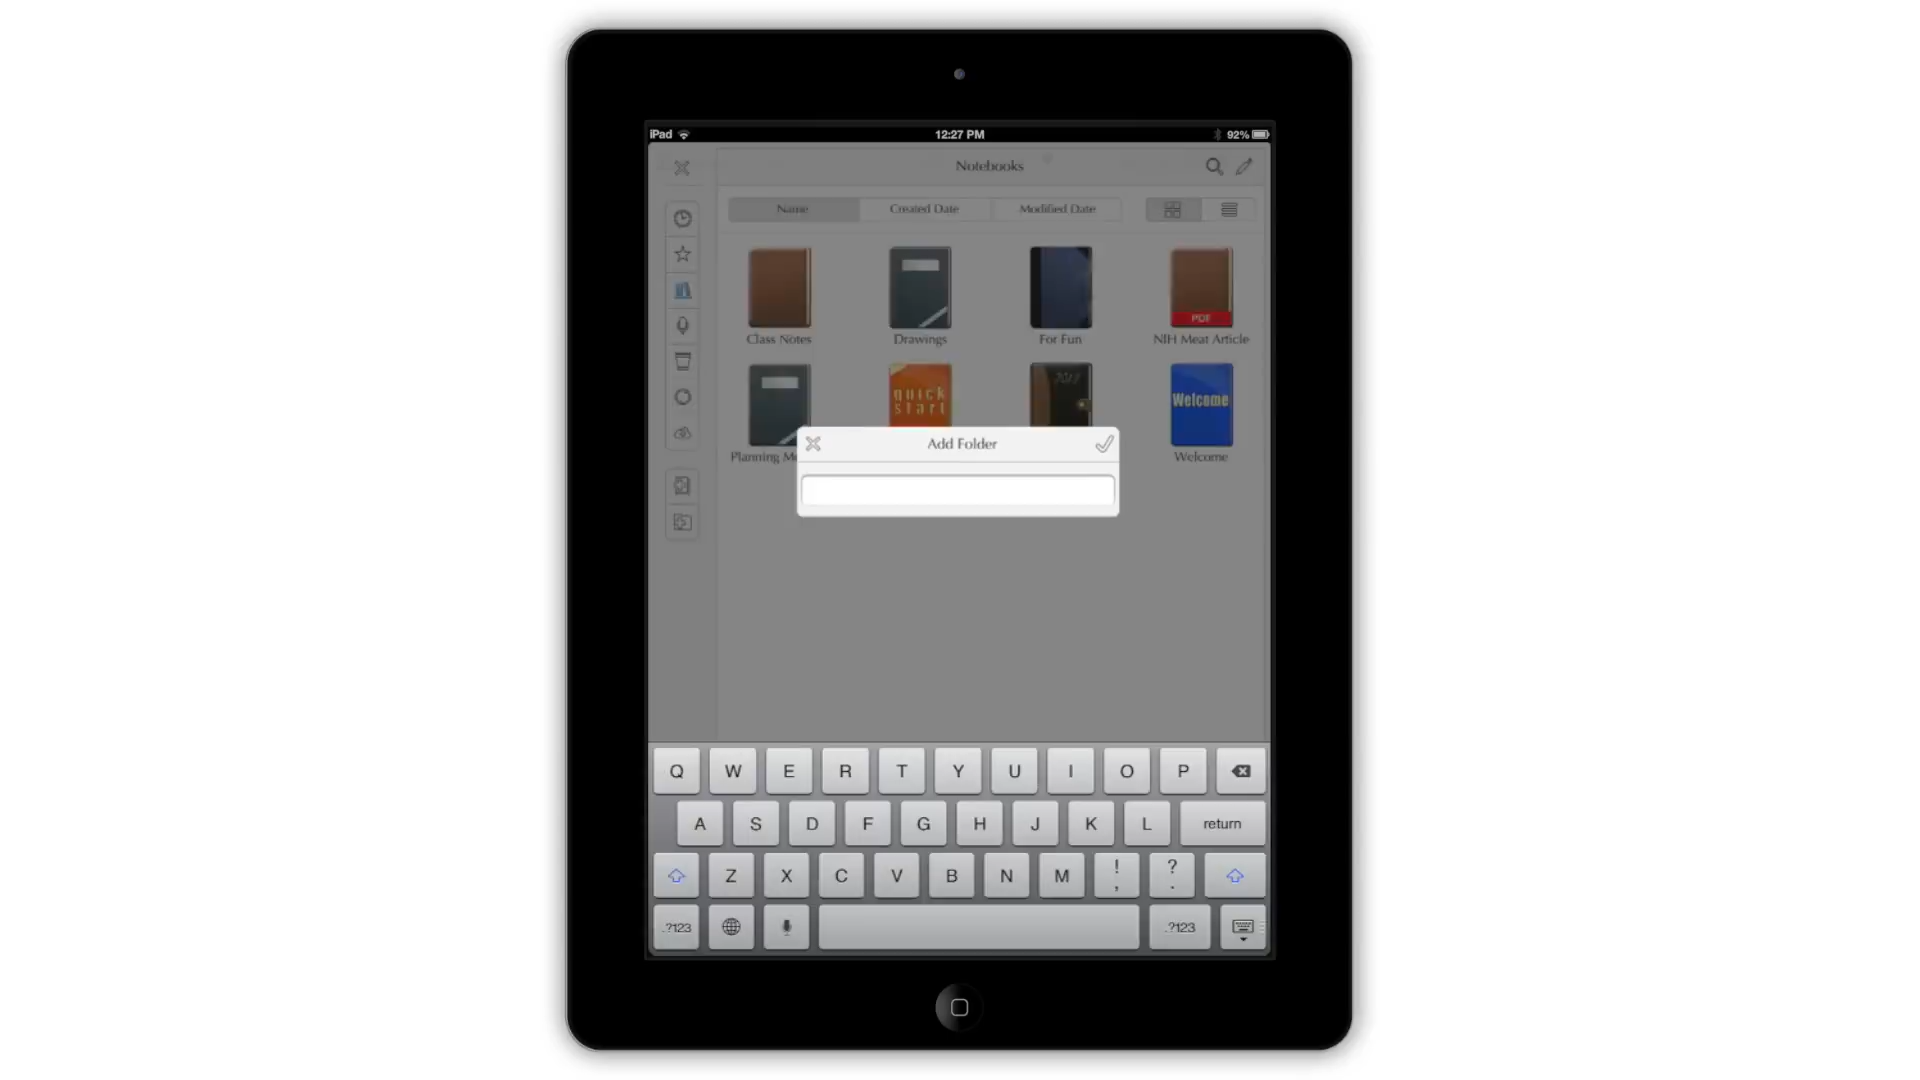 iPad 12:27 PM 92%
Notebooks
Name Created Date Modified Date
PDF
Class Notes Drawings For Fun NIH Meat Article
quick
start
2017
Welcome
Planning Welcome
Add Folder
Q W E R T Y U I O P
A S D F G H J K L return
Z X C V B N M ! , ? .
.?123 .?123